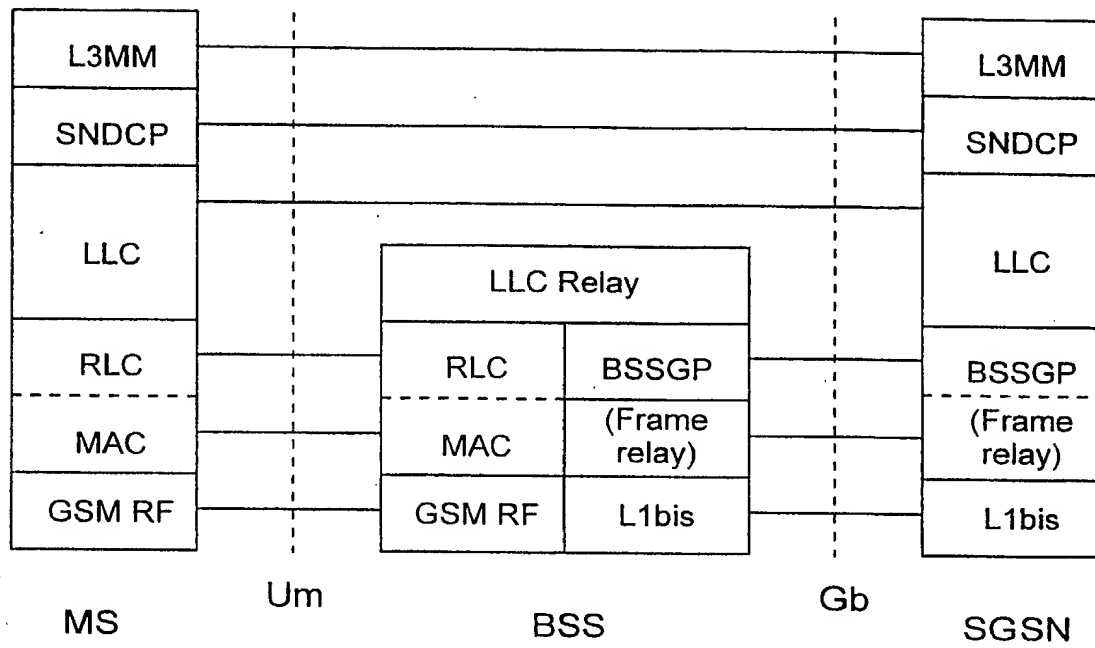 L3MM
SNDCP
LLC
RLC
MAC
GSM RF
MS
Um
LLC Relay
RLC
BSSGP
MAC
(Frame
relay)
GSM RF
L1bis
BSS
Gb
L3MM
SNDCP
LLC
BSSGP
(Frame
relay)
L1bis
SGSN